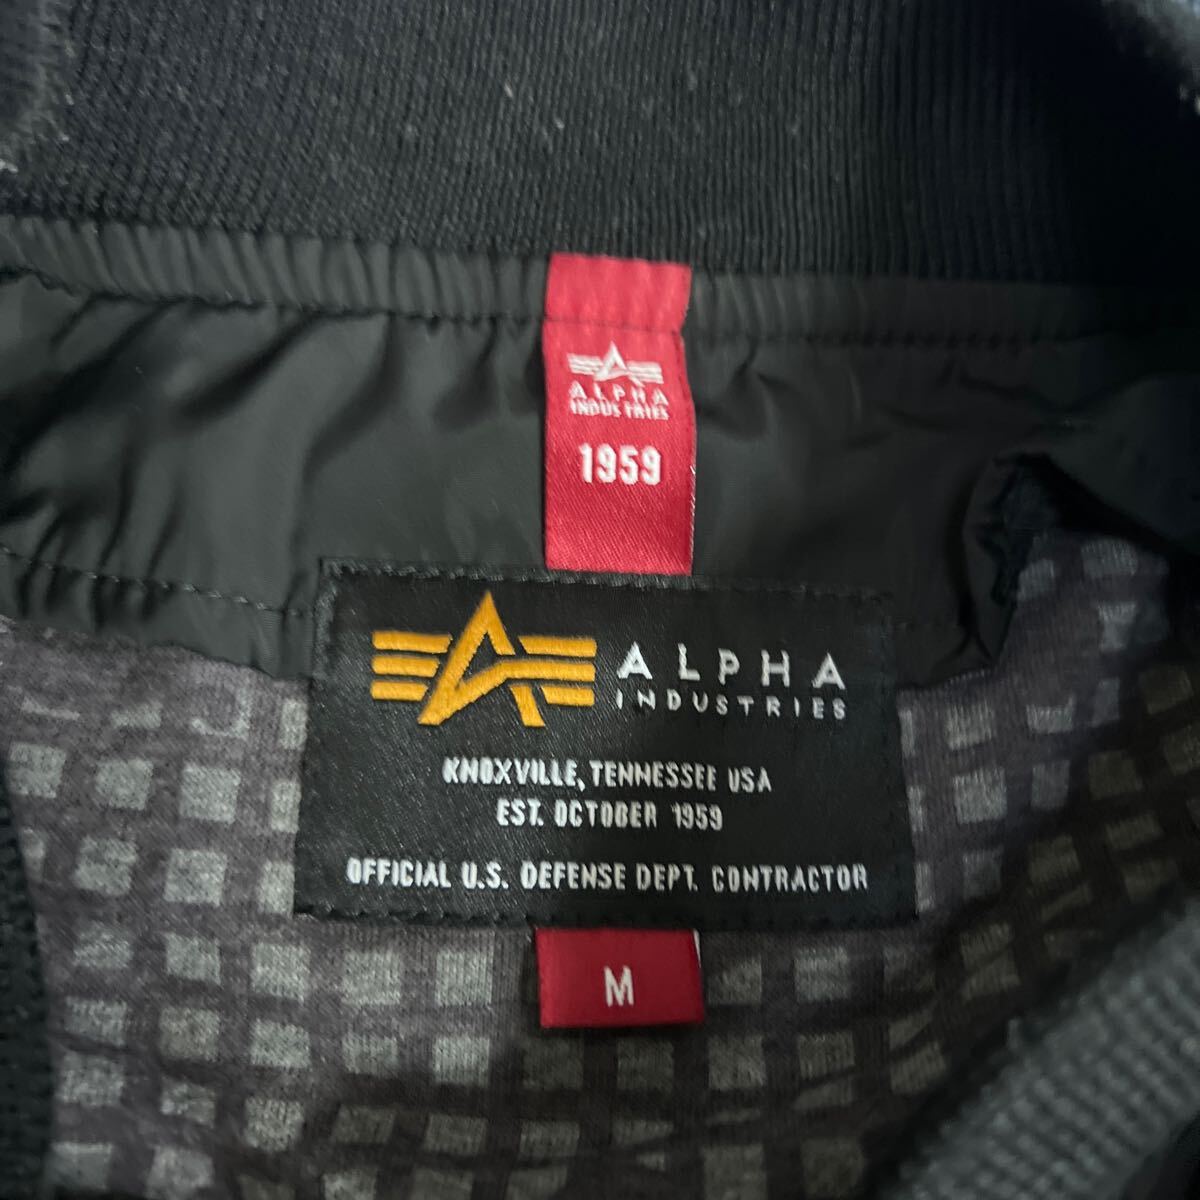 ALPHA
INDUSTRIES
1959
ALPHA
INDUSTRIES
KNOXVILLE, TENNESSEE USA
EST. OCTOBER 1959
OFFICIAL U.S. DEFENSE DEPT. CONTRACTOR
M